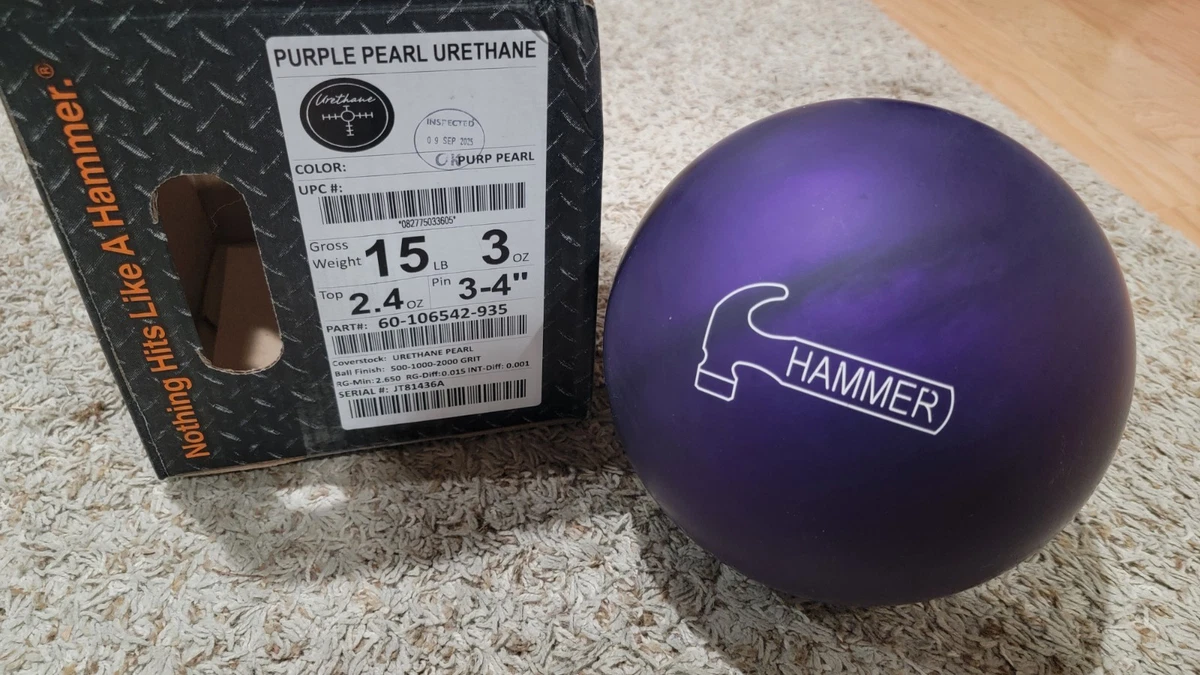 Nothing Hits Like A Hammer.®
PURPLE PEARL URETHANE
Urethane
INSPECTED
09 SEP 2025
OK
COLOR: PURP PEARL
UPC #:
*082775033605*
Gross Weight 15 LB 3 OZ
Top 2.4 OZ Pin 3-4"
PART#: 60-106542-935
Coverstock: URETHANE PEARL
Ball Finish: 500-1000-2000 GRIT
RG-Min:2.650 RG-Diff:0.015 INT-Diff: 0.001
SERIAL #: JT81436A
HAMMER